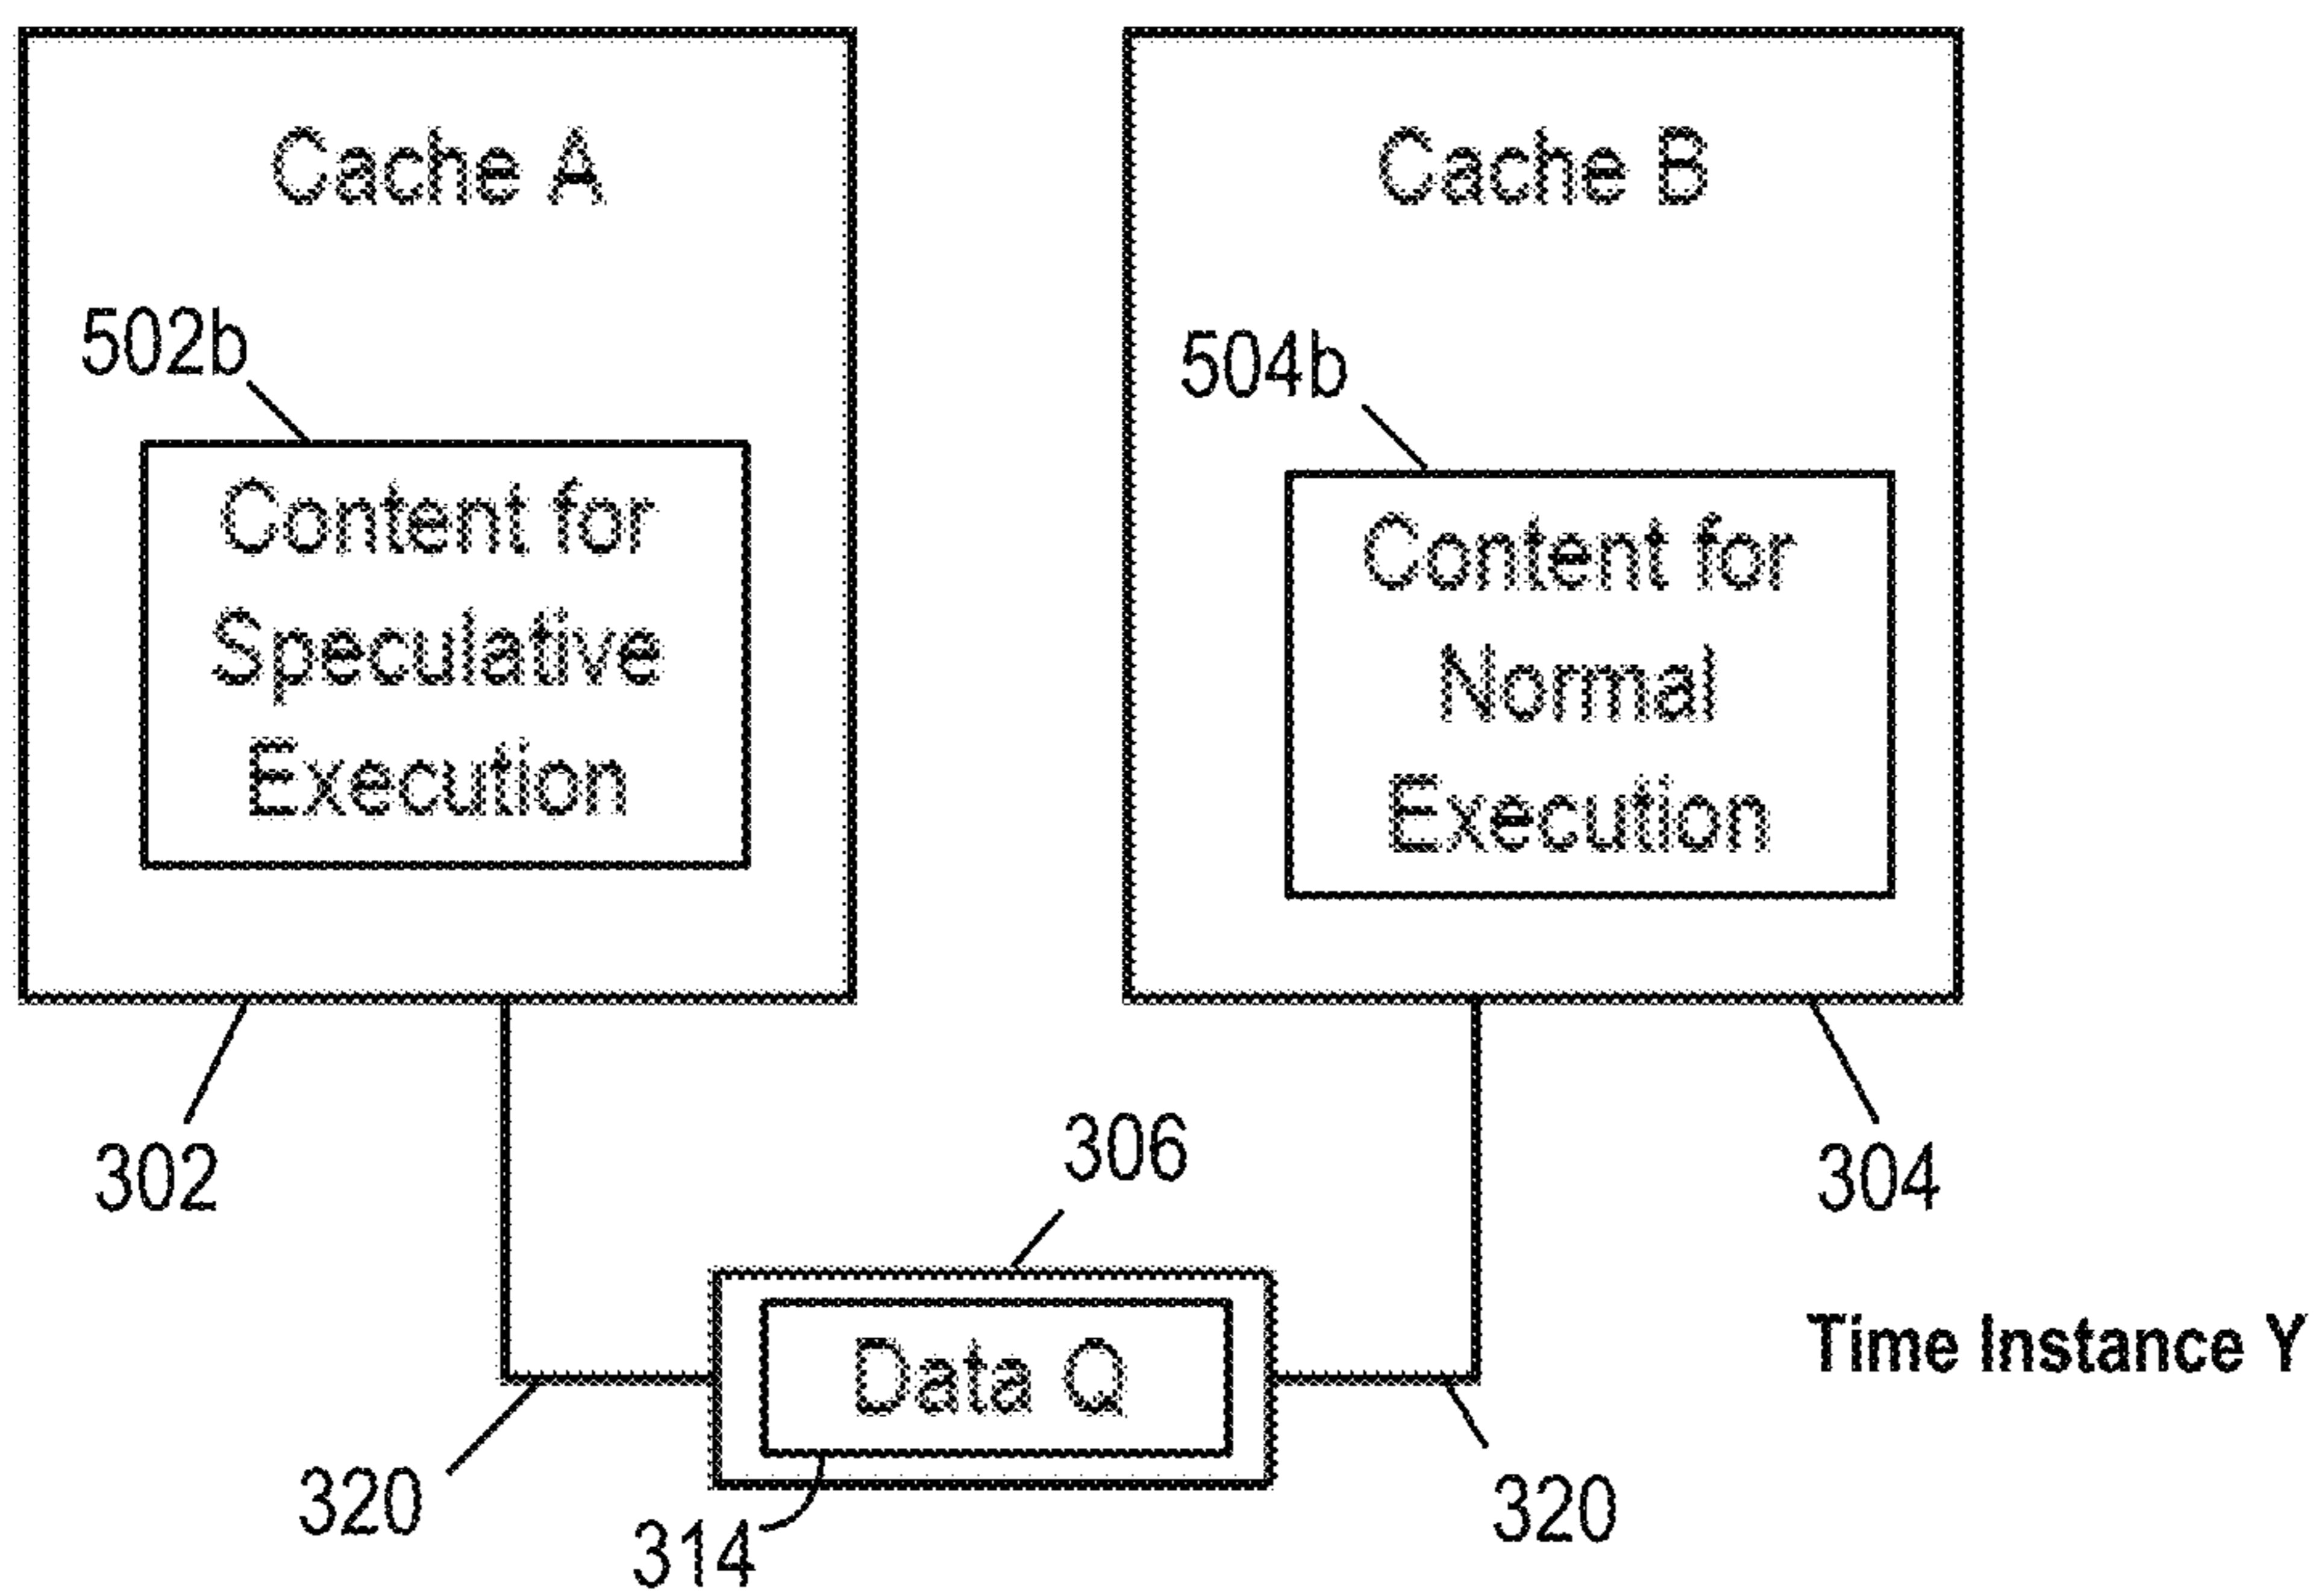 Cache A
502b
Content for
Speculative
Execution
302
Cache B
504b
Content for
Normal
Execution
304
306
Data Q
314
320
320
Time Instance Y